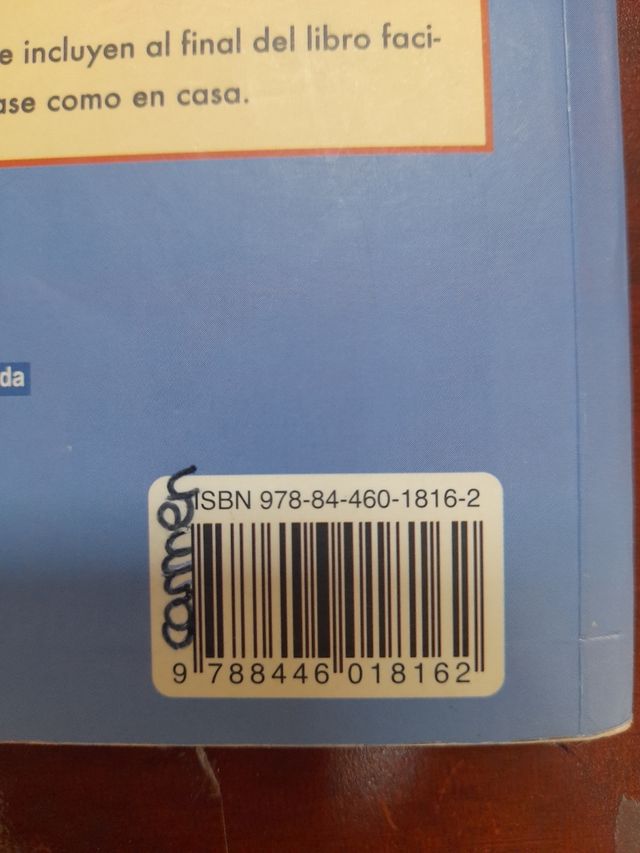 e incluyen al final del libro faci-
ase como en casa.
da
carmen
ISBN 978-84-460-1816-2
9 788446 018162